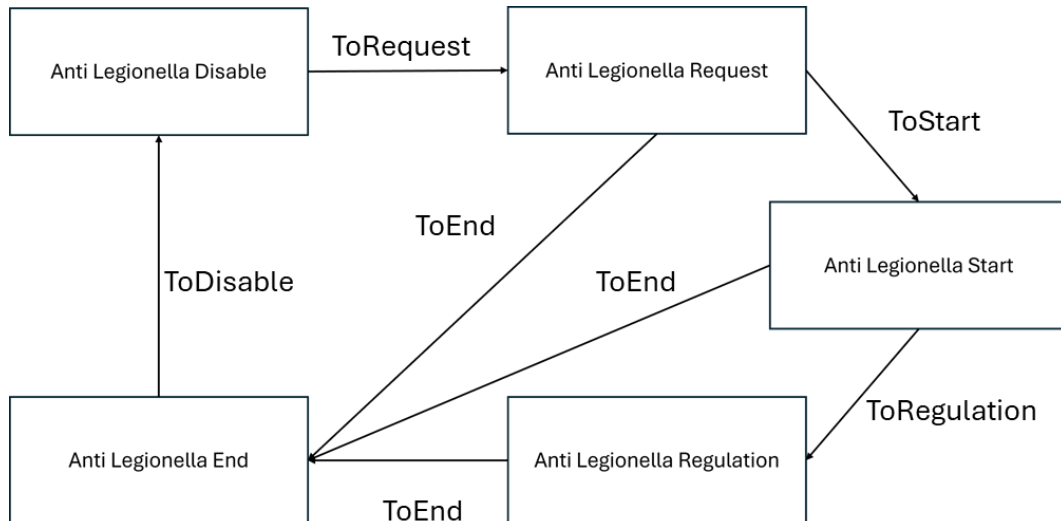 Anti Legionella Disable
ToRequest
Anti Legionella Request
ToStart
ToEnd
ToEnd
Anti Legionella Start
ToDisable
ToRegulation
Anti Legionella End
Anti Legionella Regulation
ToEnd